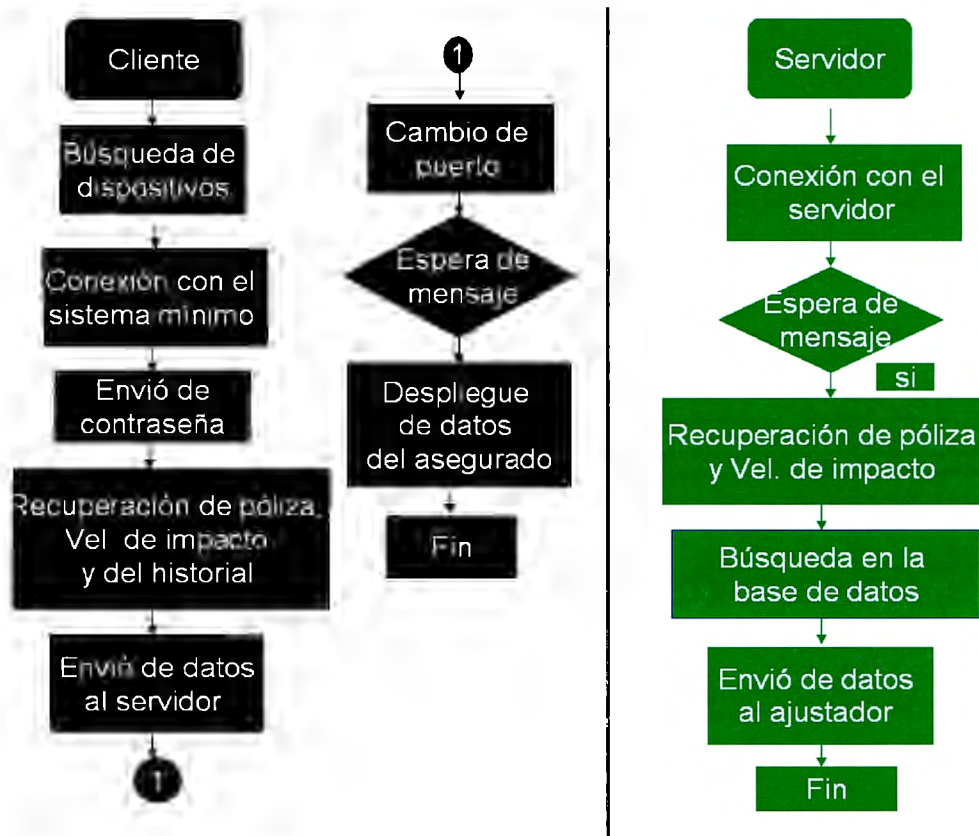 Cliente
Búsqueda de
dispositivos
Conexión con el
sistema mínimo
Envió de
contraseña
Recuperación de póliza,
Vel de impacto
y del historial
Envió de datos
al servidor
1
1
Cambio de
puerto
Espera de
mensaje
Despliegue
de datos
del asegurado
Fin
Servidor
Conexión con el
servidor
Espera de
mensaje
si
Recuperación de póliza
y Vel. de impacto
Búsqueda en la
base de datos
Envió de datos
al ajustador
Fin